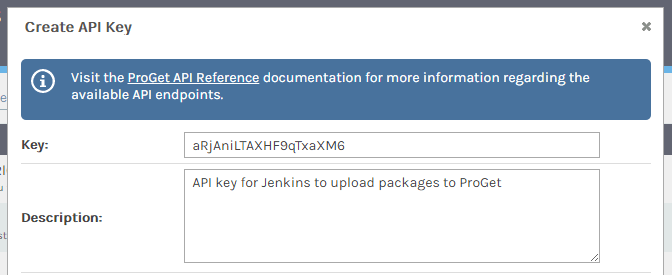 Create API Key
Visit the ProGet API Reference documentation for more information regarding the
available API endpoints.
Key:
aRjAniLTAXHF9qTxaXM6
API key for Jenkins to upload packages to ProGet
Description: